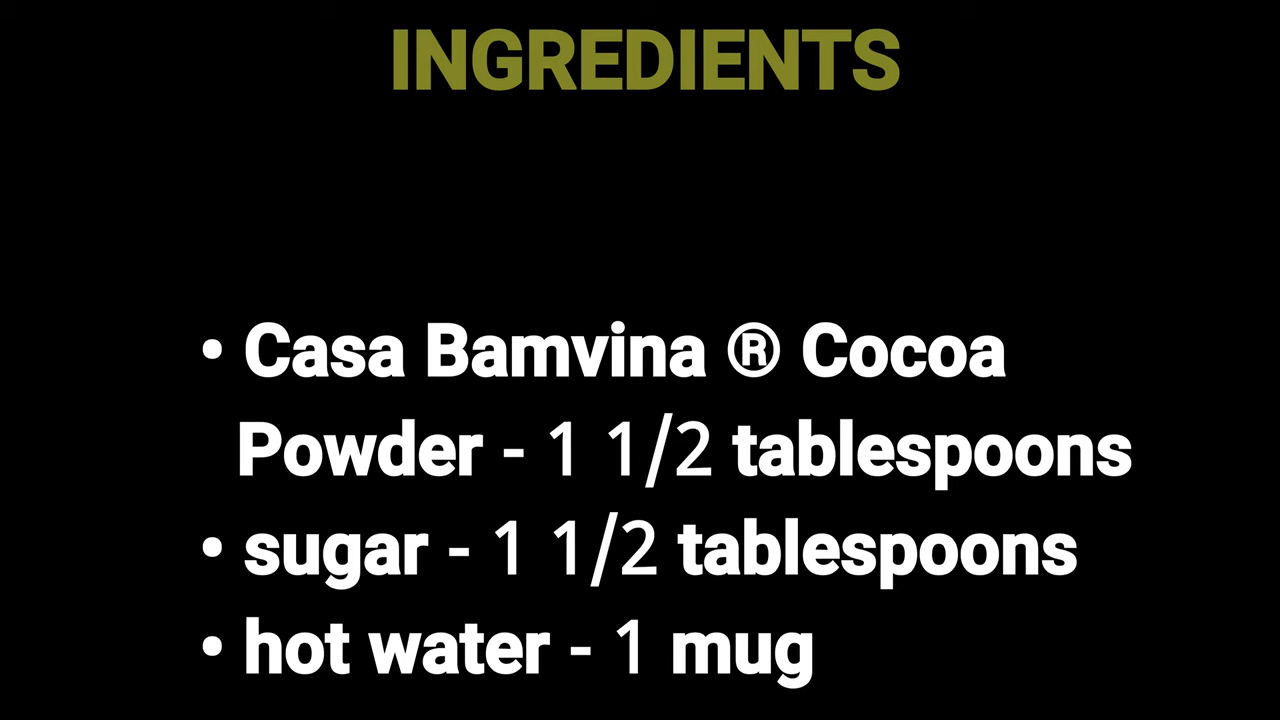 INGREDIENTS
• Casa Bamvina ® Cocoa
Powder - 1 1/2 tablespoons
• sugar - 1 1/2 tablespoons
• hot water - 1 mug